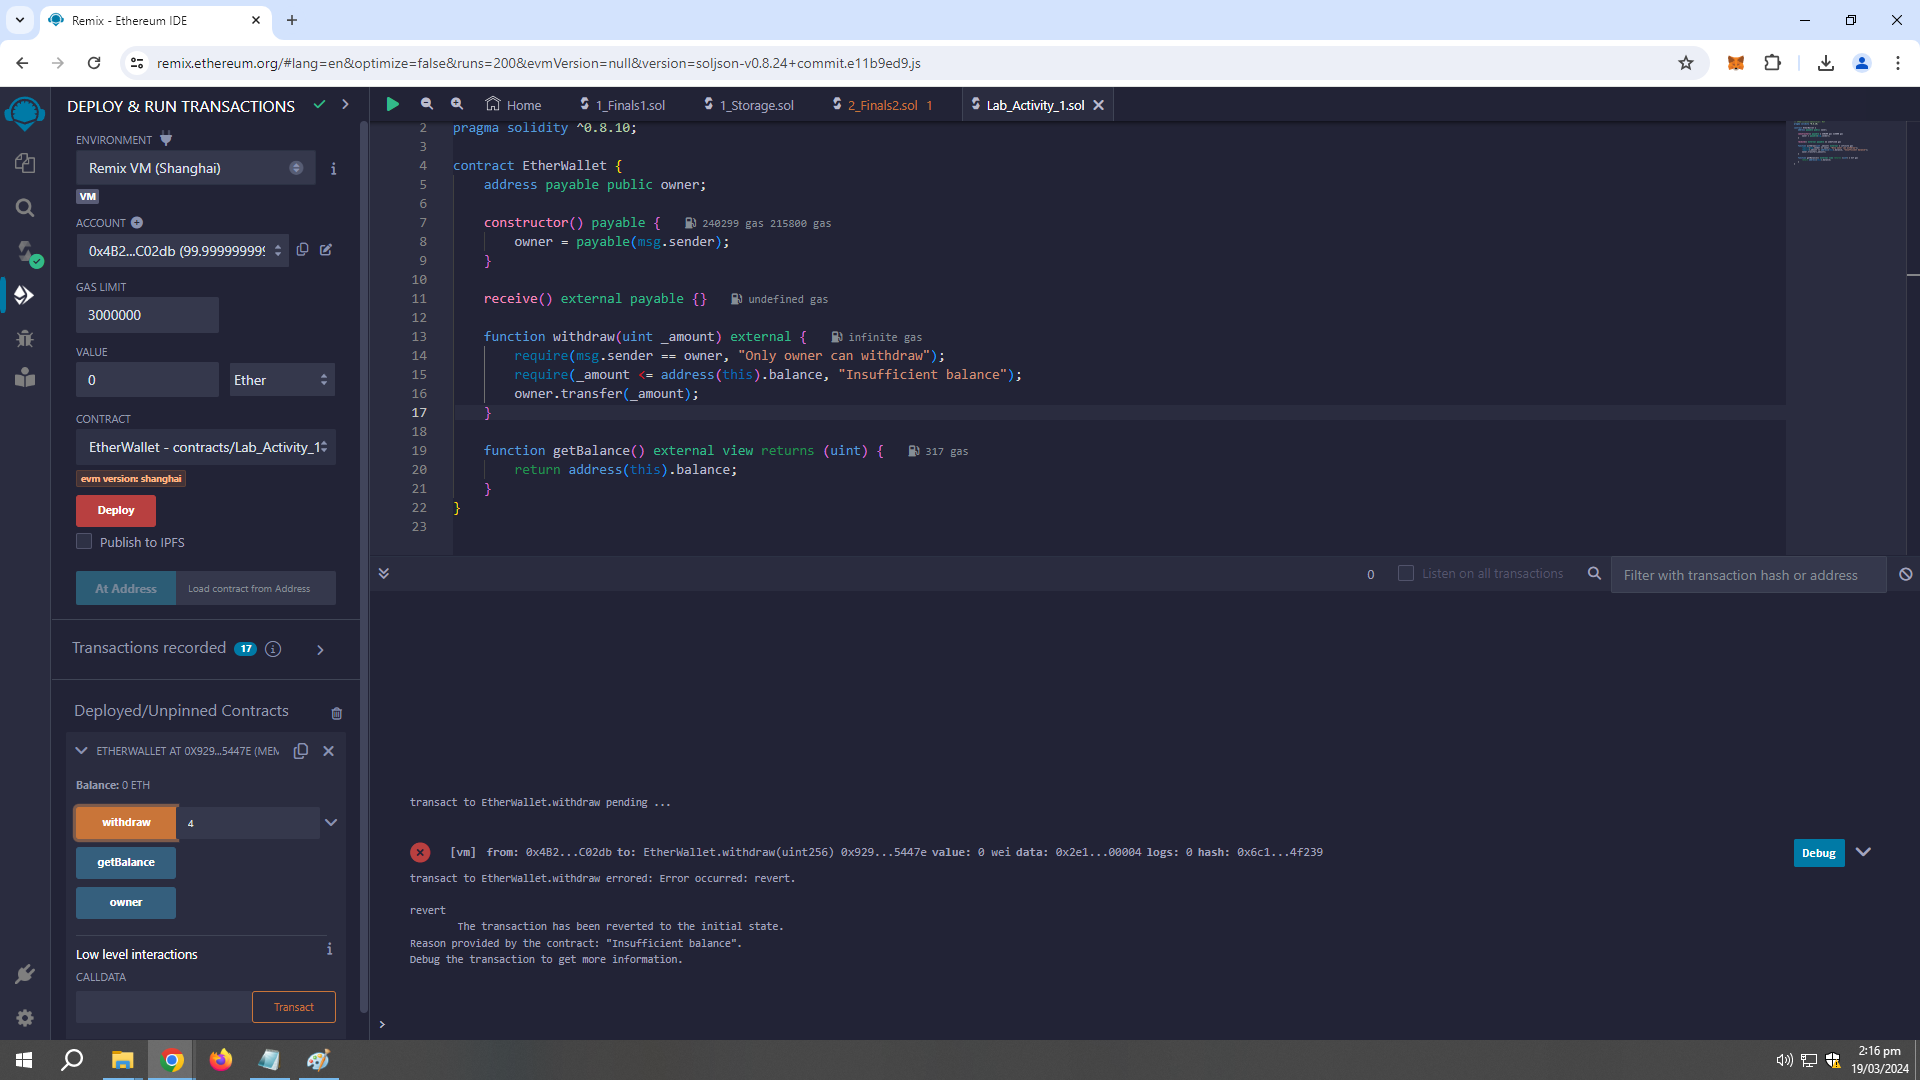 Remix - Ethereum IDE
remix.ethereum.org/#lang=en&optimize=false&runs=200&evmVersion=null&version=soljson-v0.8.24+commit.e11b9ed9.js
DEPLOY & RUN TRANSACTIONS
ENVIRONMENT
Remix VM (Shanghai)
VM
ACCOUNT
0x4B2...C02db (99.999999999
GAS LIMIT
3000000
VALUE
0
Ether
CONTRACT
EtherWallet - contracts/Lab_Activity_1
evm version: shanghai
Deploy
Publish to IPFS
At Address
Load contract from Address
Transactions recorded 17
Deployed/Unpinned Contracts
ETHERWALLET AT 0X929...5447E (MEM
Balance: 0 ETH
withdraw 4
getBalance
owner
Low level interactions
CALLDATA
Transact
Home
1_Finals1.sol
1_Storage.sol
2_Finals2.sol 1
Lab_Activity_1.sol
2 pragma solidity ^0.8.10;
3
4 contract EtherWallet {
5 address payable public owner;
6
7 constructor() payable { 240299 gas 215800 gas
8 owner = payable(msg.sender);
9 }
10
11 receive() external payable {} undefined gas
12
13 function withdraw(uint _amount) external { infinite gas
14 require(msg.sender == owner, "Only owner can withdraw");
15 require(_amount <= address(this).balance, "Insufficient balance");
16 owner.transfer(_amount);
17 }
18
19 function getBalance() external view returns (uint) { 317 gas
20 return address(this).balance;
21 }
22 }
23
0
Listen on all transactions
Filter with transaction hash or address
transact to EtherWallet.withdraw pending ...
[vm] from: 0x4B2...C02db to: EtherWallet.withdraw(uint256) 0x929...5447e value: 0 wei data: 0x2e1...00004 logs: 0 hash: 0x6c1...4f239
Debug
transact to EtherWallet.withdraw errored: Error occurred: revert.
revert
The transaction has been reverted to the initial state.
Reason provided by the contract: "Insufficient balance".
Debug the transaction to get more information.
>
2:16 pm
19/03/2024